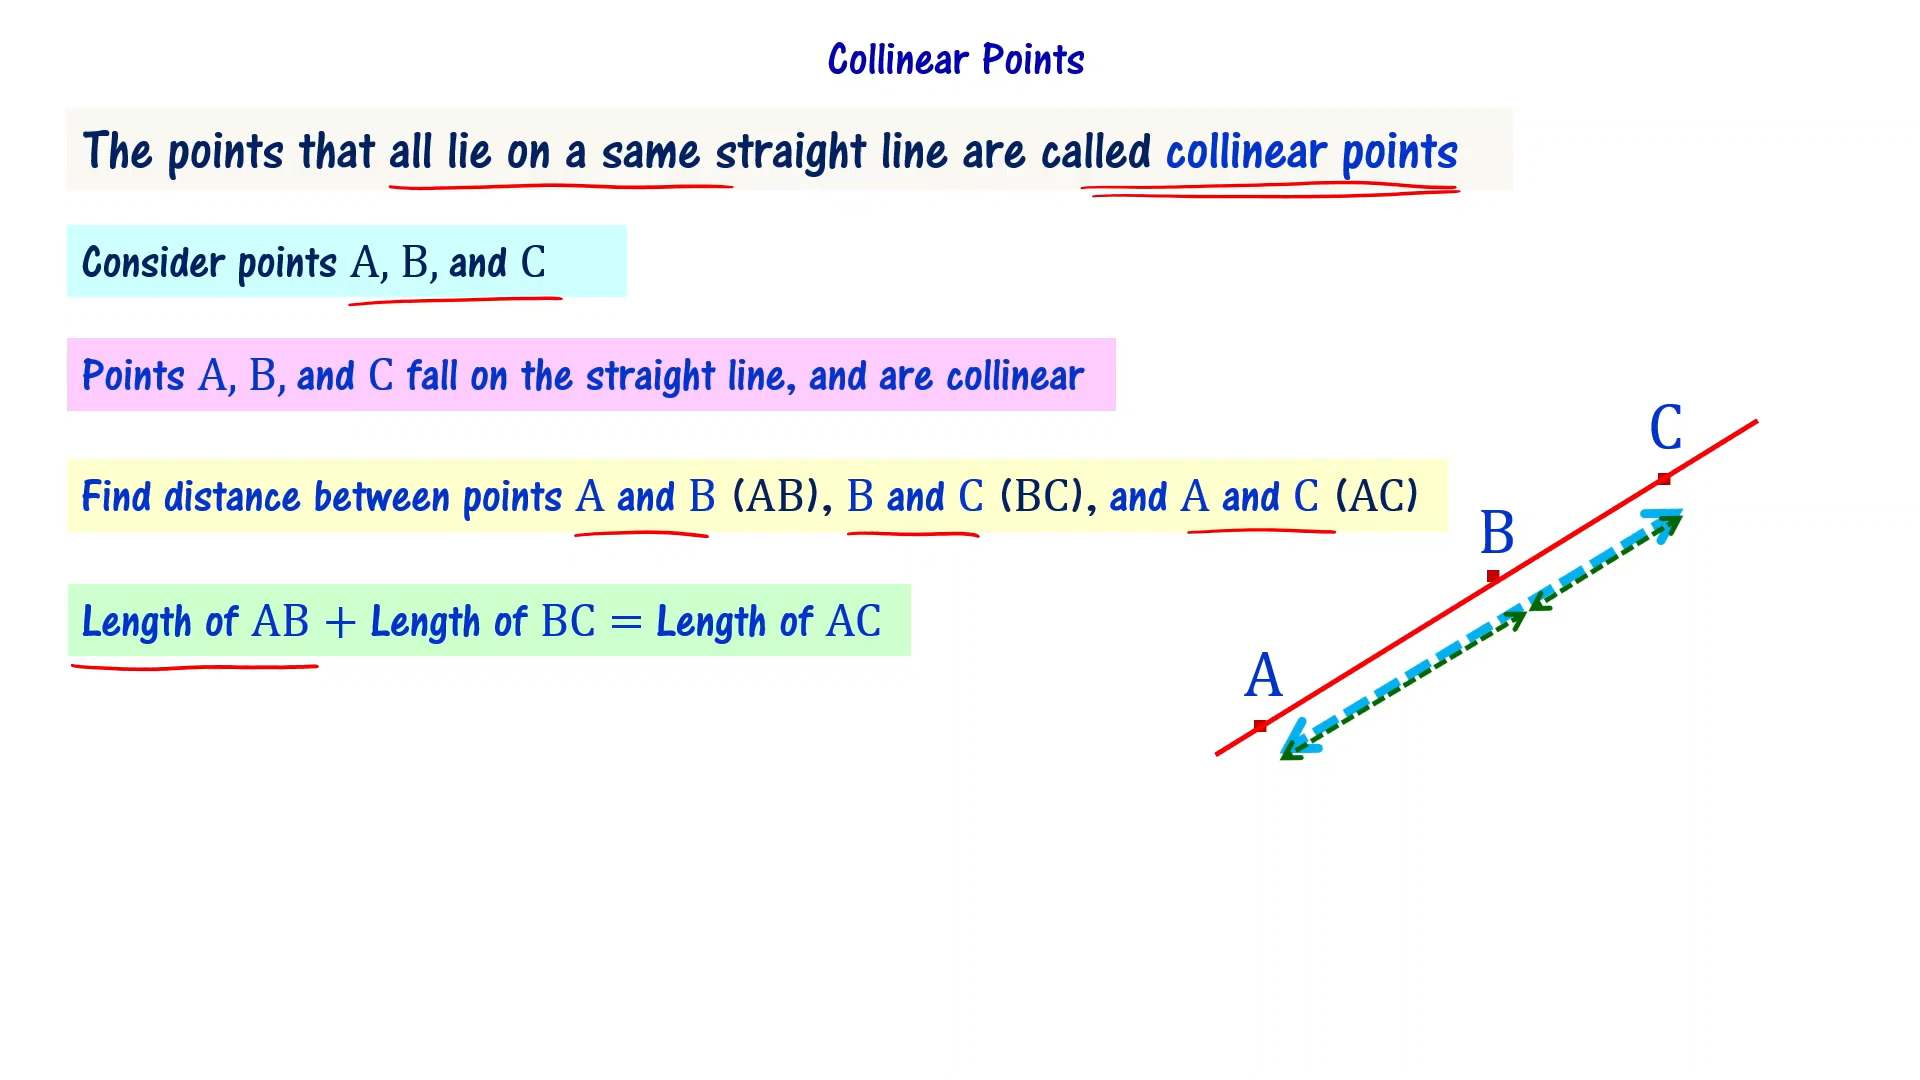 Collinear Points
The points that all lie on a same straight line are called collinear points
Consider points A, B, and C
Points A, B, and C fall on the straight line, and are collinear
Find distance between points A and B (AB), B and C (BC), and A and C (AC)
Length of AB + Length of BC = Length of AC
C
B
A